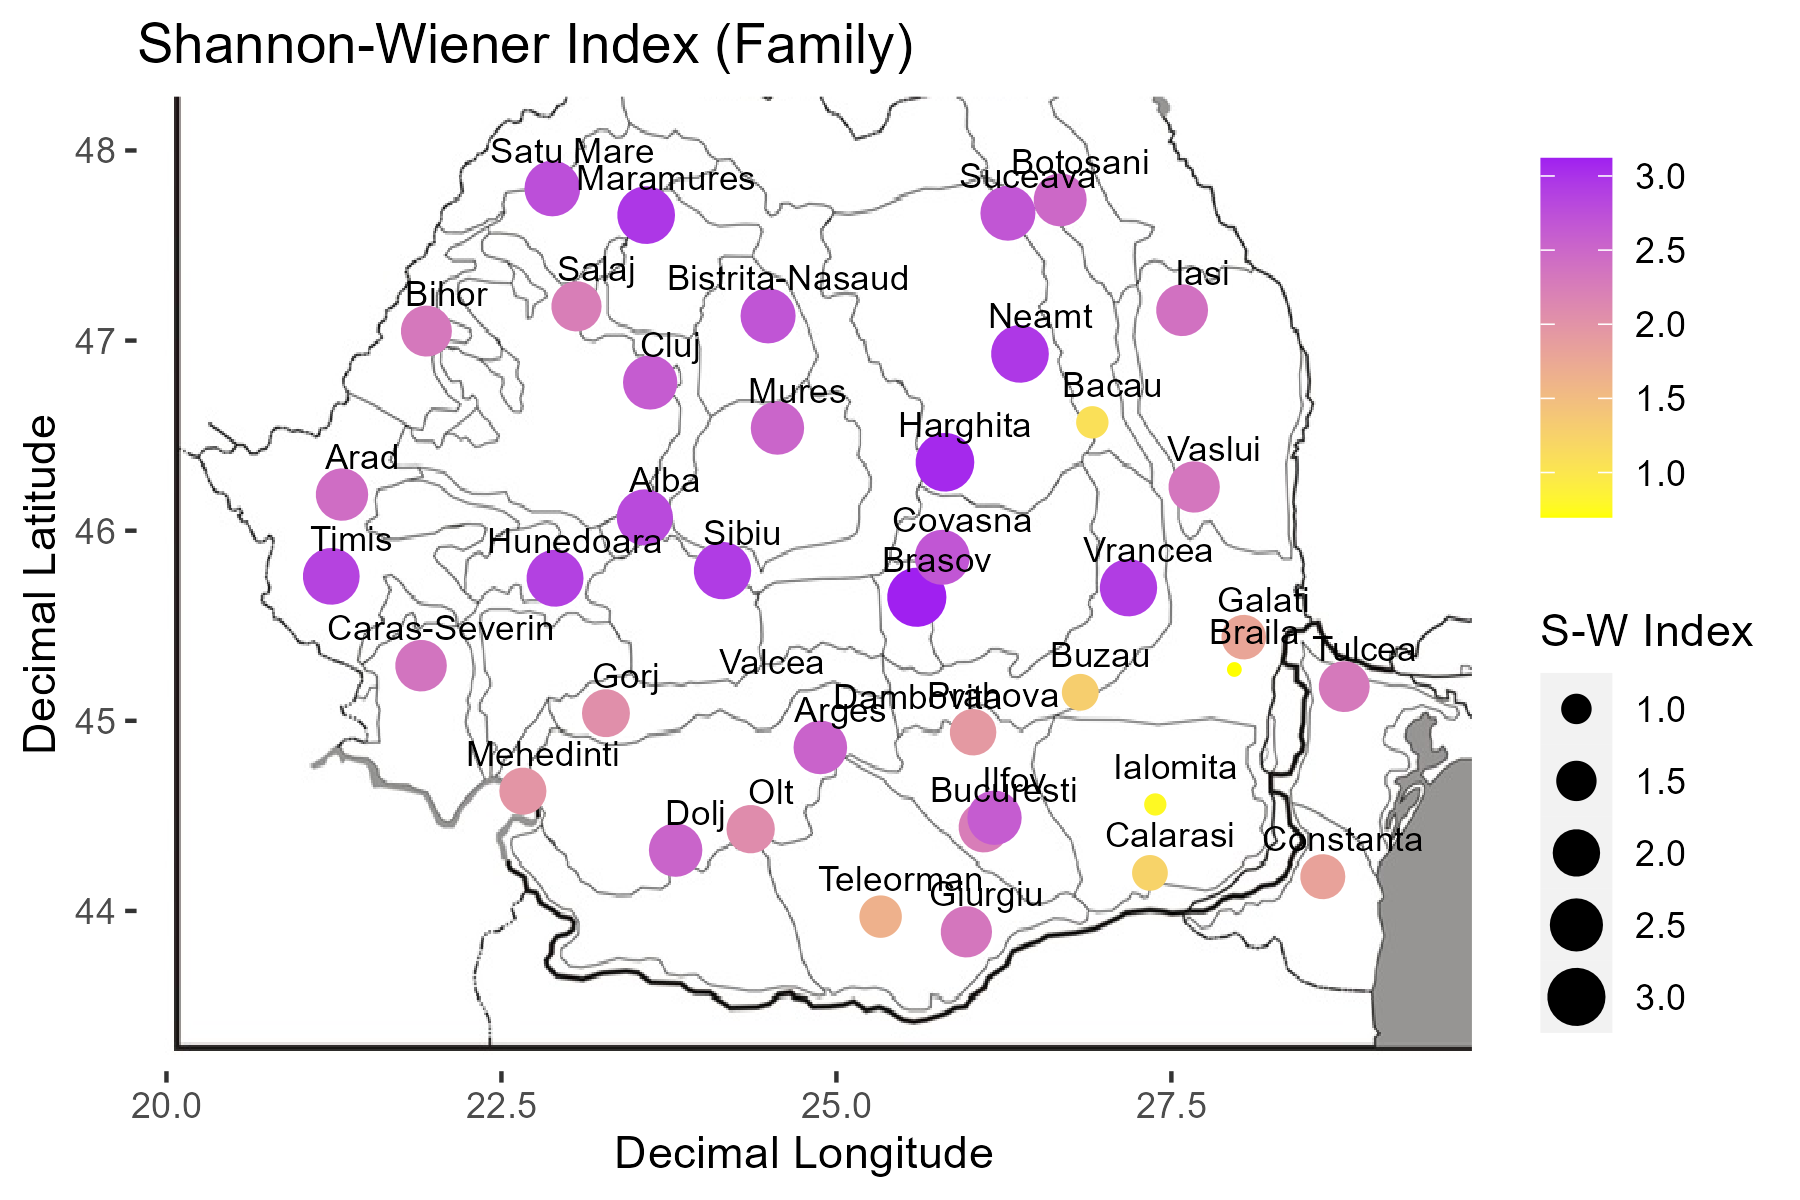 Shannon-Wiener Index (Family)
Decimal Latitude
48
47
46
45
44
Satu Mare
Maramures
Botosani
Suceava
Salaj
Bistrita-Nasaud
Iasi
Bihor
Neamt
Cluj
Bacau
Mures
Harghita
Vaslui
Arad
Alba
Covasna
Timis
Hunedoara
Sibiu
Brasov
Vrancea
Galati
Caras-Severin
Braila
Tulcea
Buzau
Valcea
Gorj
Dambovita
Prahova
Arges
Mehedinti
Ialomita
Ilfov
Bucuresti
Olt
Dolj
Calarasi
Constanta
Teleorman
Giurgiu
20.0
22.5
25.0
27.5
Decimal Longitude
3.0
2.5
2.0
1.5
1.0
S-W Index
1.0
1.5
2.0
2.5
3.0